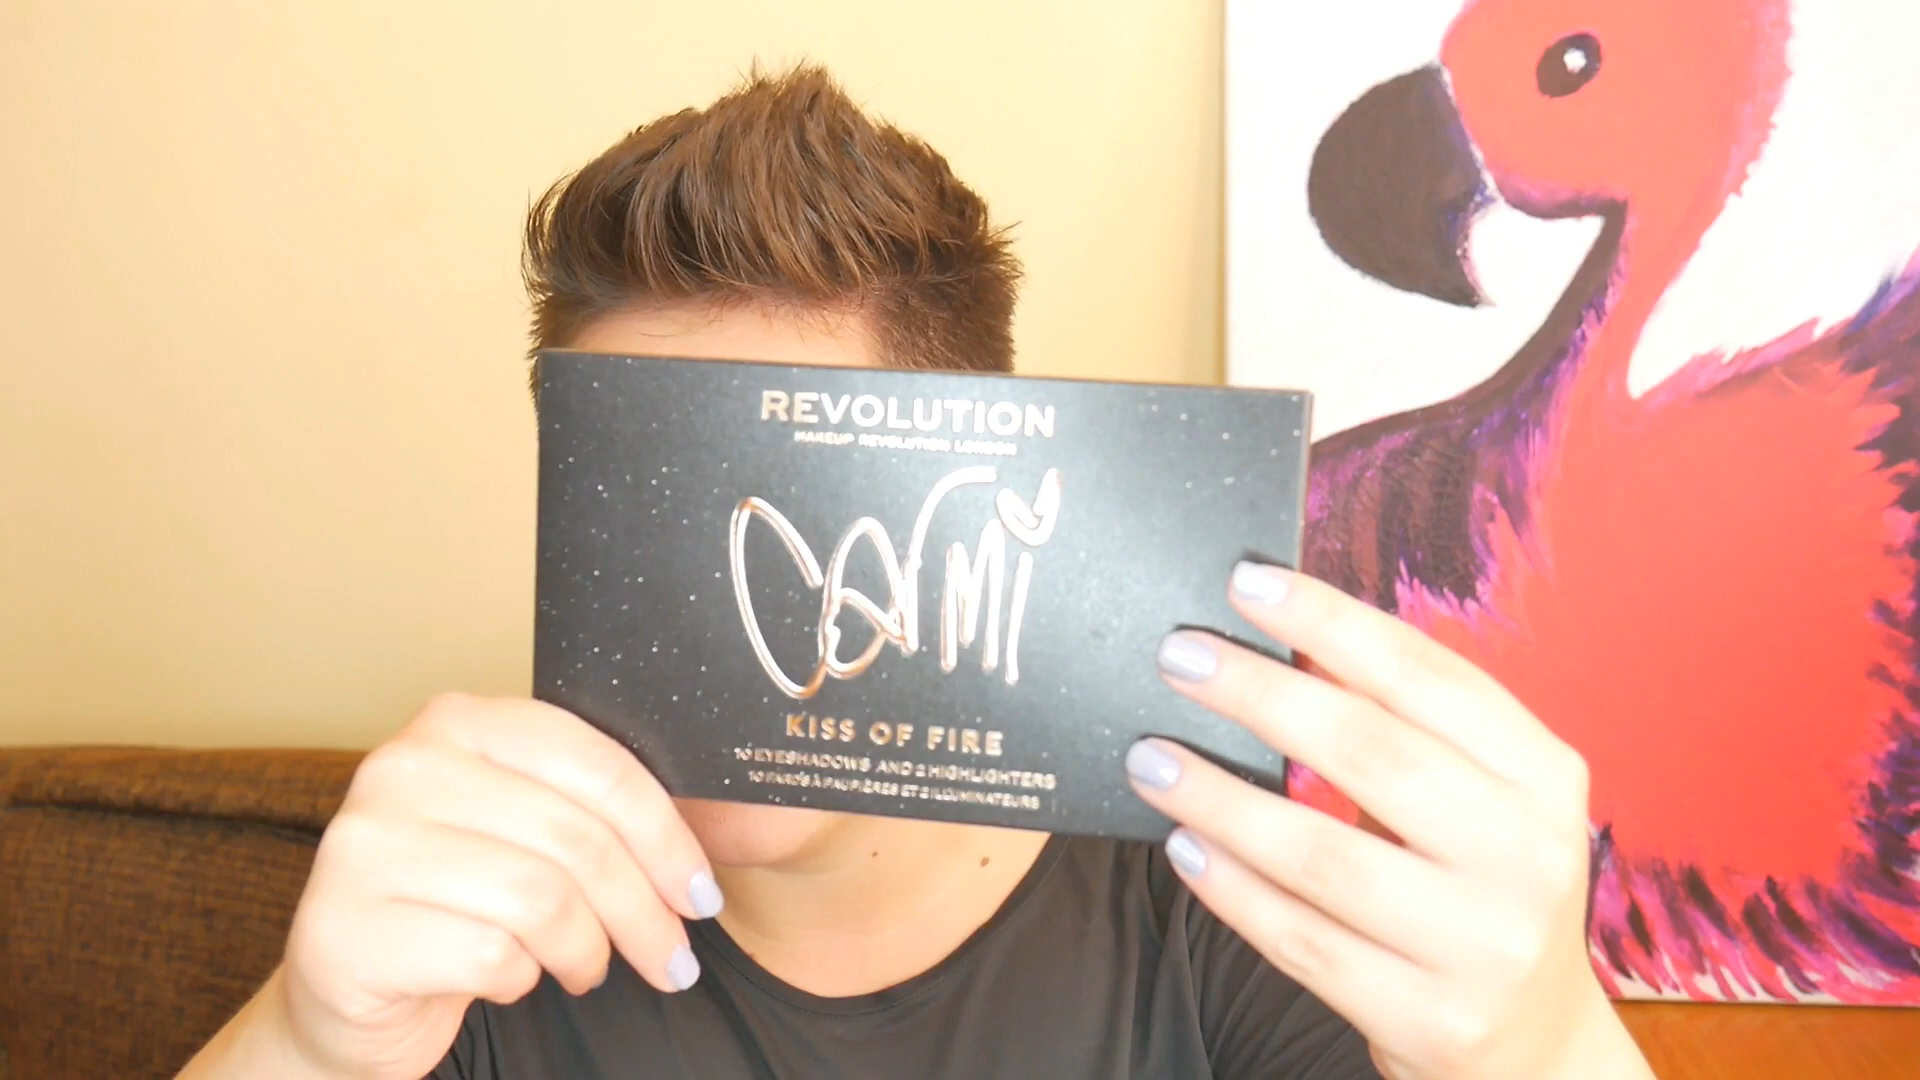 REVOLUTION
MAKEUP REVOLUTION LONDON
Carmi
KISS OF FIRE
10 EYESHADOWS AND 2 HIGHLIGHTERS
10 FARDS À PAUPIÈRES ET 2 ILLUMINATEURS